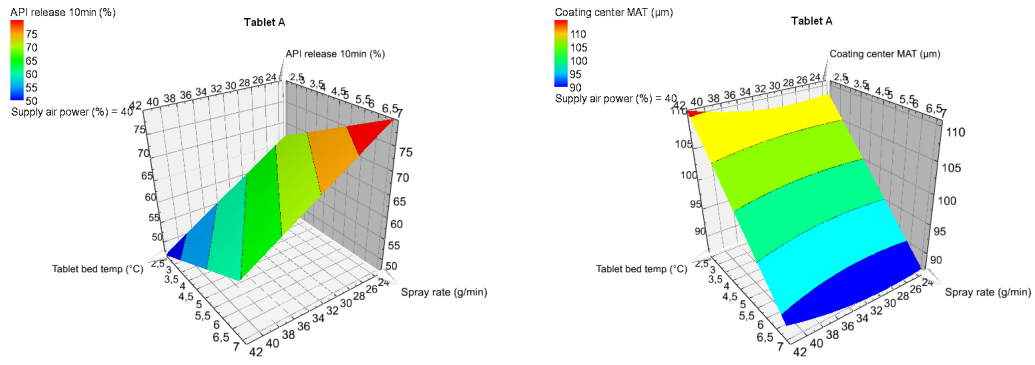 API release 10min (%)
75
70
65
60
55
50
Supply air power (%) = 40
Tablet A
API release 10min (%)
42 40 38 36 34 32 30 28 26 24
2,5 3 3,5 4 5 5,5 6 6,5 7
75
70
65
60
55
50
75
70
65
60
55
50
Tablet bed temp (°C)
2,5
3
3,5
4
4,5
5
5,5
6
6,5
7
42 40 38 36 34 32 30 28 26 24
Spray rate (g/min)
Coating center MAT (µm)
110
105
100
95
90
Supply air power (%) = 40
Tablet A
Coating center MAT (µm)
42 40 38 36 34 32 30 28 26 24
2,5 3 3,5 4 5 5,5 6 6,5 7
110
105
100
95
90
110
105
100
95
90
Tablet bed temp (°C)
2,5
3
3,5
4
4,5
5
5,5
6
6,5
7
42 40 38 36 34 32 30 28 26 24
Spray rate (g/min)